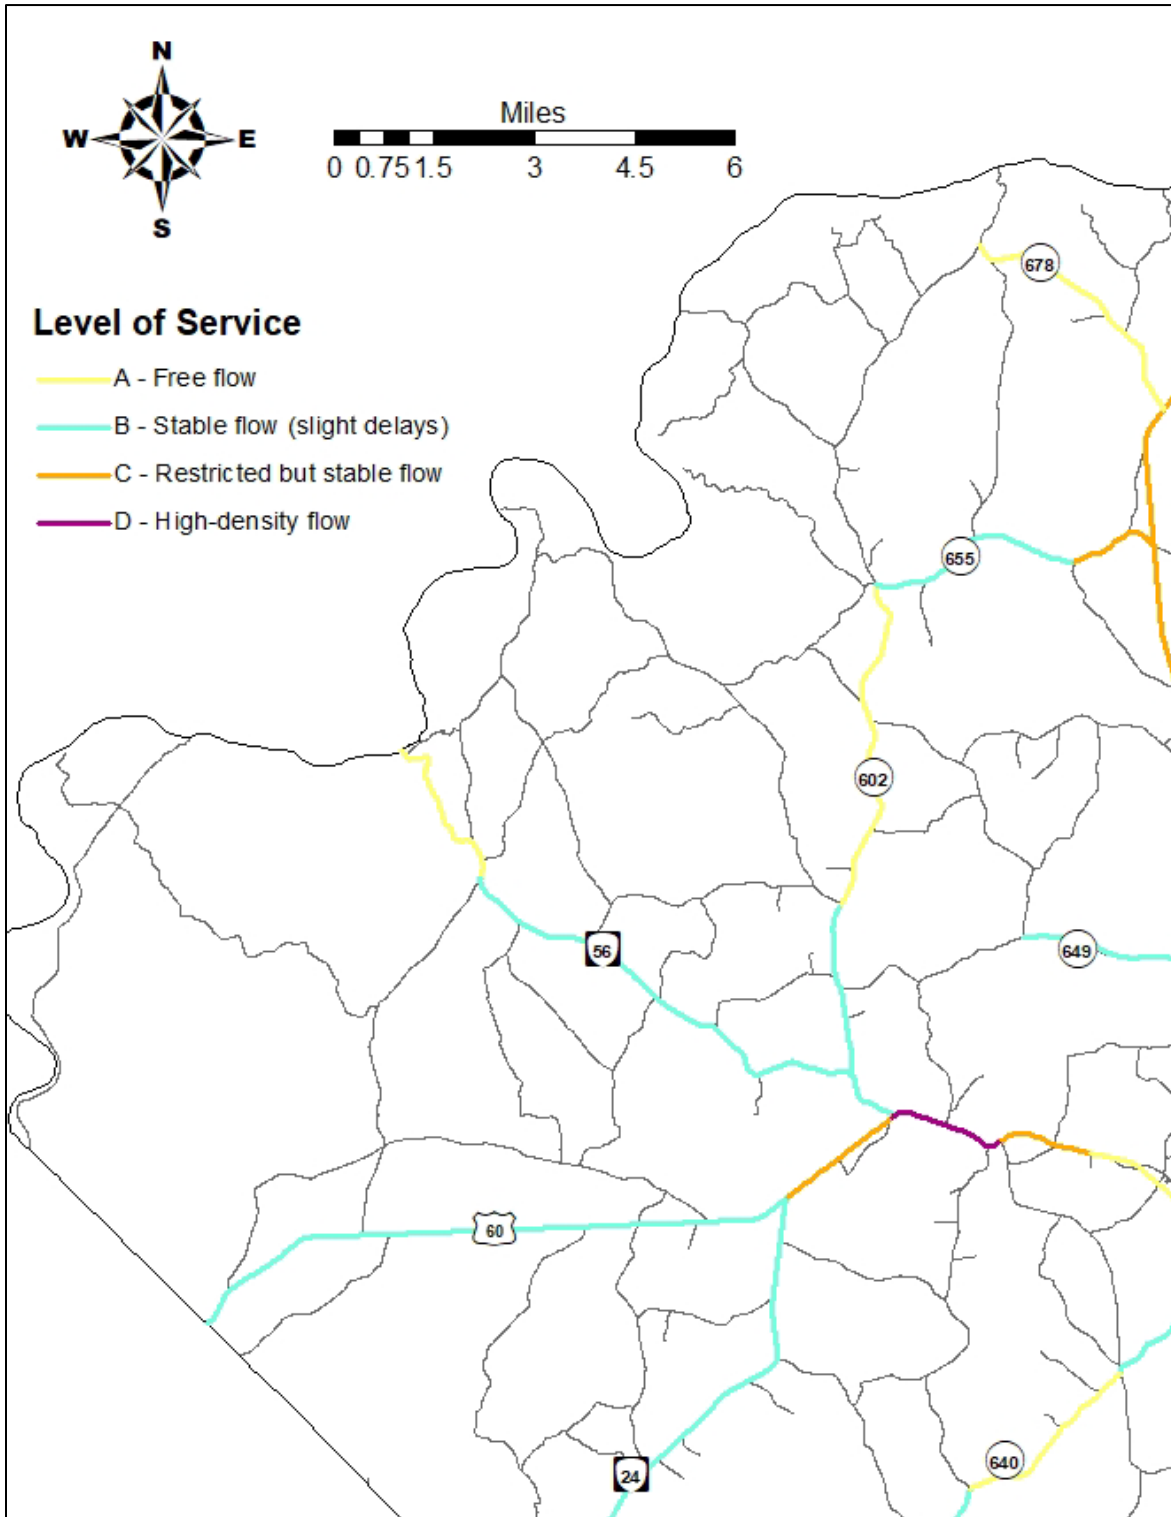 N
W E
S
Miles
0 0.75 1.5 3 4.5 6
Level of Service
A - Free flow
B - Stable flow (slight delays)
C - Restricted but stable flow
D - High-density flow
678
655
602
56
649
60
24
640